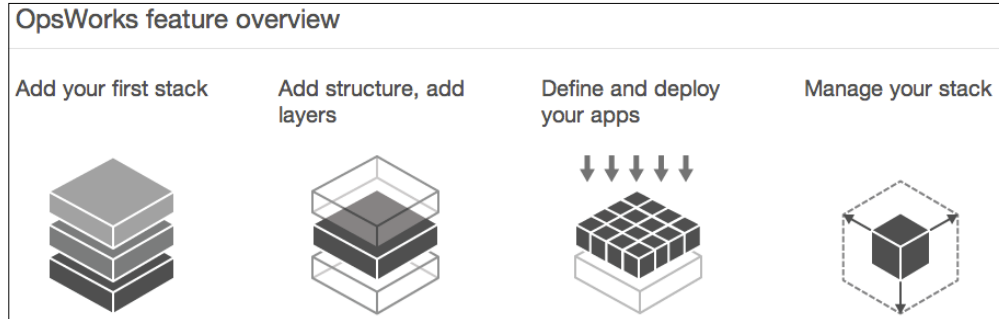 OpsWorks feature overview
Add your first stack
Add structure, add
layers
Define and deploy
your apps
Manage your stack